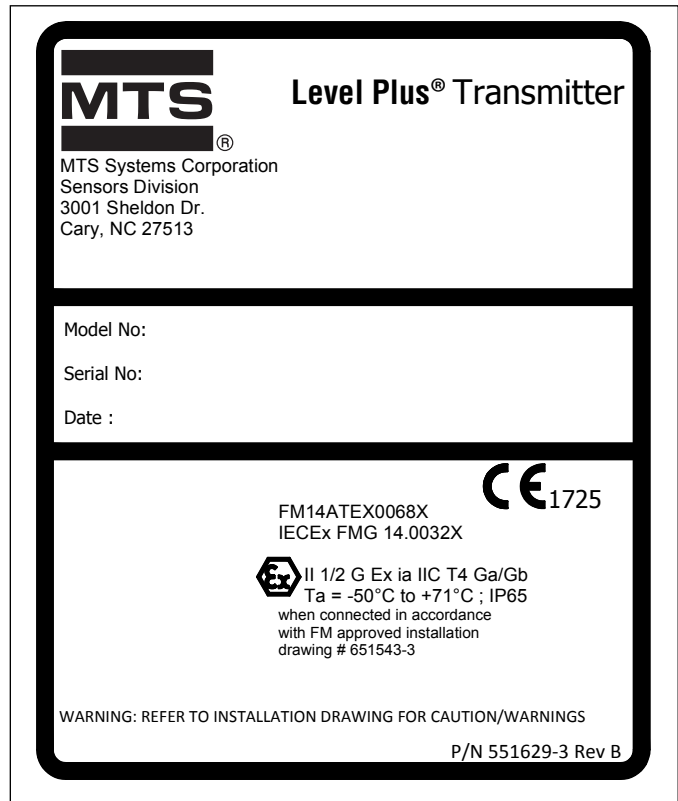 MTS®
Level Plus® Transmitter
MTS Systems Corporation
Sensors Division
3001 Sheldon Dr.
Cary, NC 27513
Model No:
Serial No:
Date :
CE 1725
FM14ATEX0068X
IECEx FMG 14.0032X
Ex II 1/2 G Ex ia IIC T4 Ga/Gb
Ta = -50°C to +71°C ; IP65
when connected in accordance
with FM approved installation
drawing # 651543-3
WARNING: REFER TO INSTALLATION DRAWING FOR CAUTION/WARNINGS
P/N 551629-3 Rev B